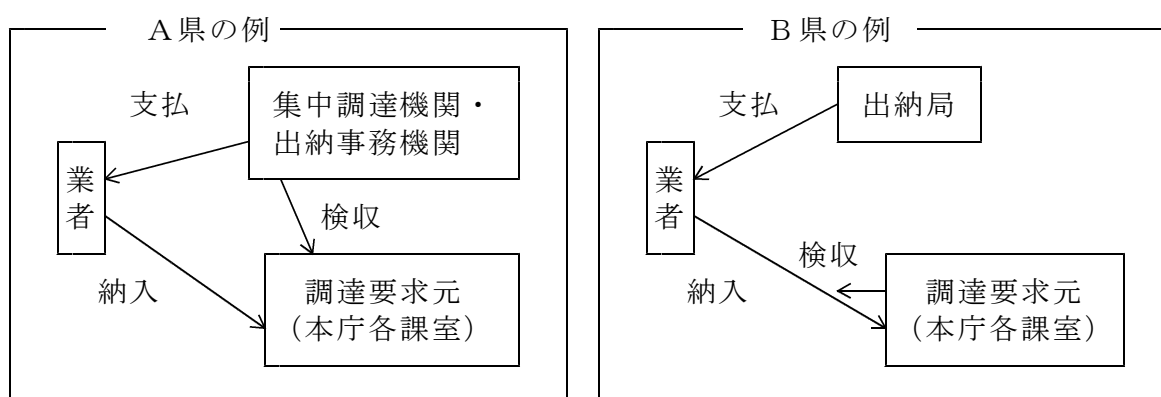 A県の例
支払
集中調達機関・
出納事務機関
業
者
検収
納入
調達要求元
（本庁各課室）
B県の例
支払
出納局
業
者
検収
納入
調達要求元
（本庁各課室）